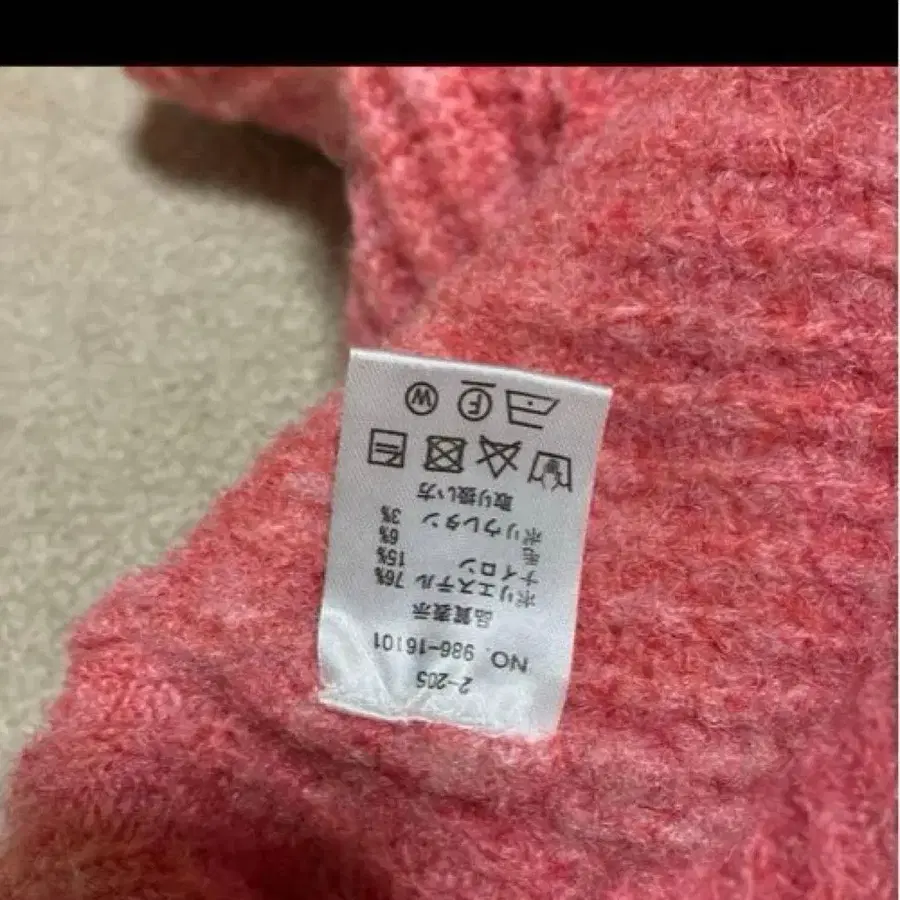 2-205
NO. 986-16101
品質表示
ポリエステル 76%
ナイロン 15%
毛 6%
ポリウレタン 3%
取り扱い方
F W